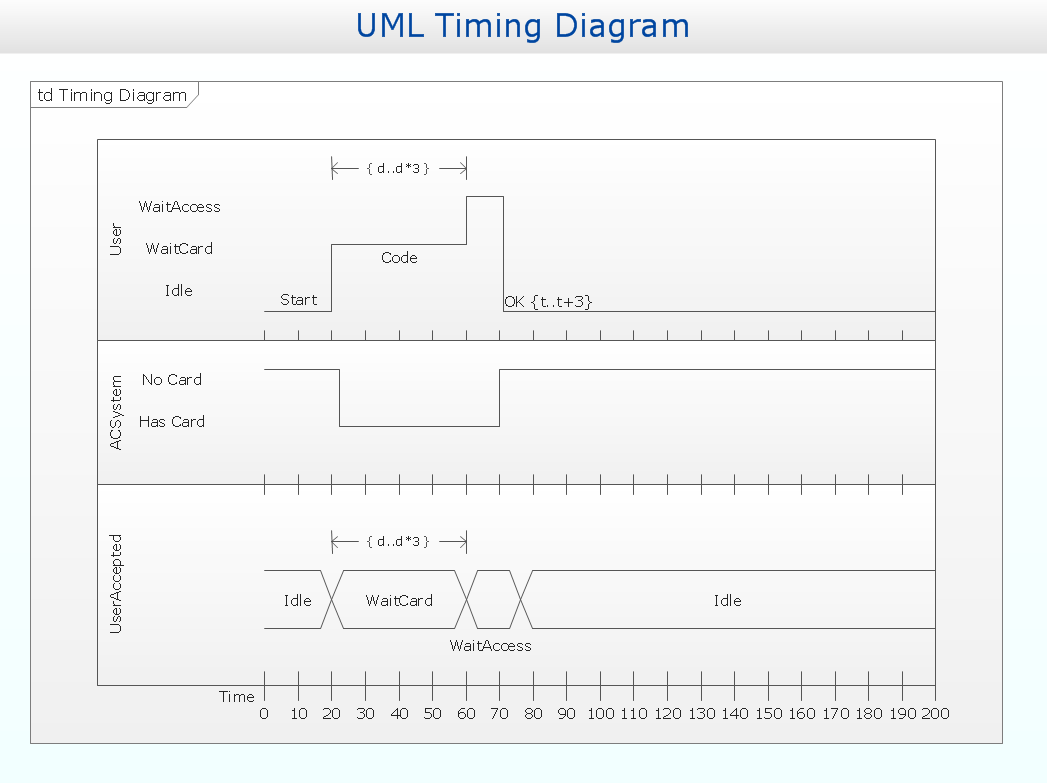 UML Timing Diagram
td Timing Diagram
{ d..d*3 }
WaitAccess
User
WaitCard
Code
Idle
Start
OK {t..t+3}
ACSystem
No Card
Has Card
UserAccepted
{ d..d*3 }
Idle
WaitCard
Idle
WaitAccess
Time
0 10 20 30 40 50 60 70 80 90 100 110 120 130 140 150 160 170 180 190 200